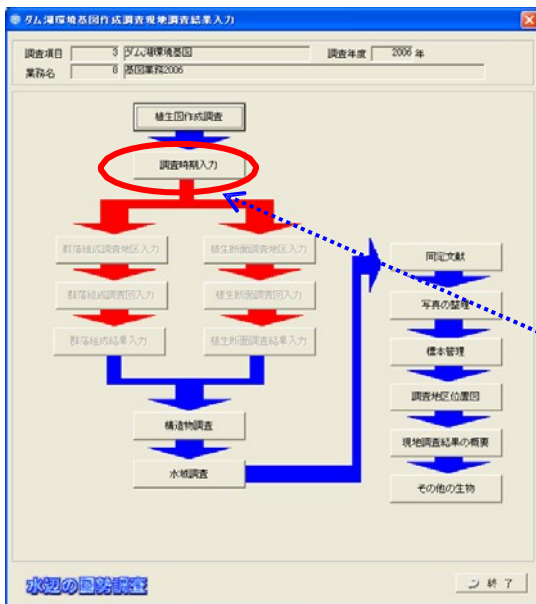 ダム湖環境基図作成調査現地調査結果入力
調査項目 3 ダム湖環境基図 調査年度 2006 年
業務名 8 基図業務2006
植生図作成調査
調査時期入力
群落組成調査地区入力 植生断面調査地区入力
群落組成調査回入力 植生断面調査回入力
群落組成結果入力 植生断面調査結果入力
構造物調査
水域調査
同定文献
写真の整理
標本管理
調査地区位置図
現地調査結果の概要
その他の生物
水辺の国勢調査
終 了